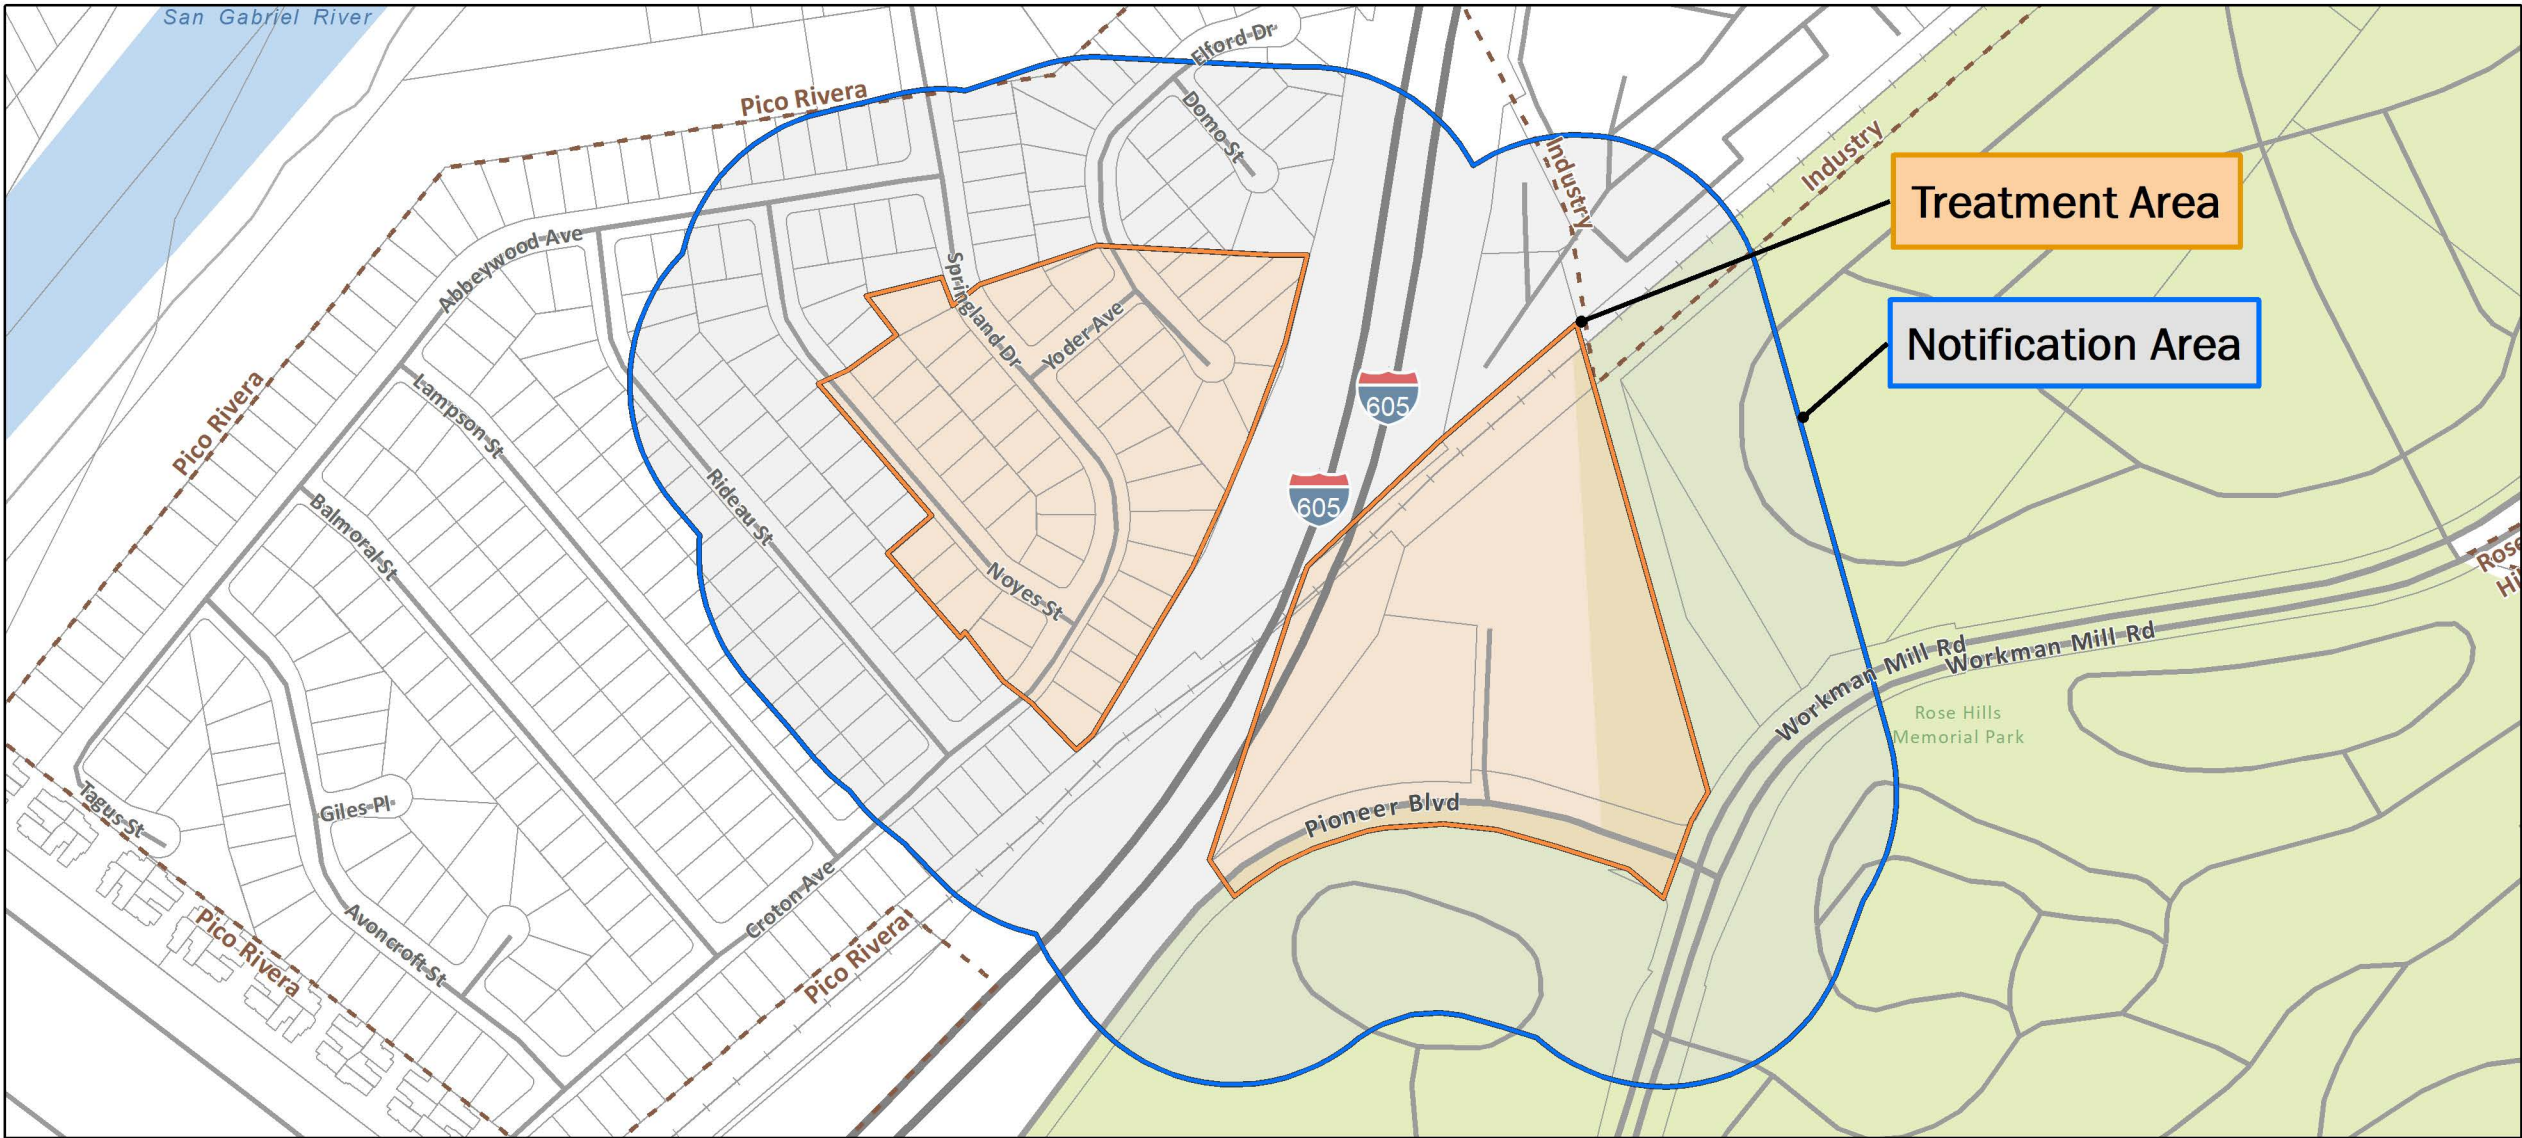 San Gabriel River
Elford Dr
Pico Rivera
Domo St
Industry
Industry
Treatment Area
Abbeywood Ave
Springland Dr
Yoder Ave
Notification Area
Pico Rivera
Lampson St
605
605
Rideau St
Balmoral St
Noyes St
Rose
Hi
Workman Mill Rd
Workman Mill Rd
Rose Hills
Memorial Park
Tagus St
Giles Pl
Pioneer Blvd
Croton Ave
Avoncroft St
Pico Rivera
Pico Rivera